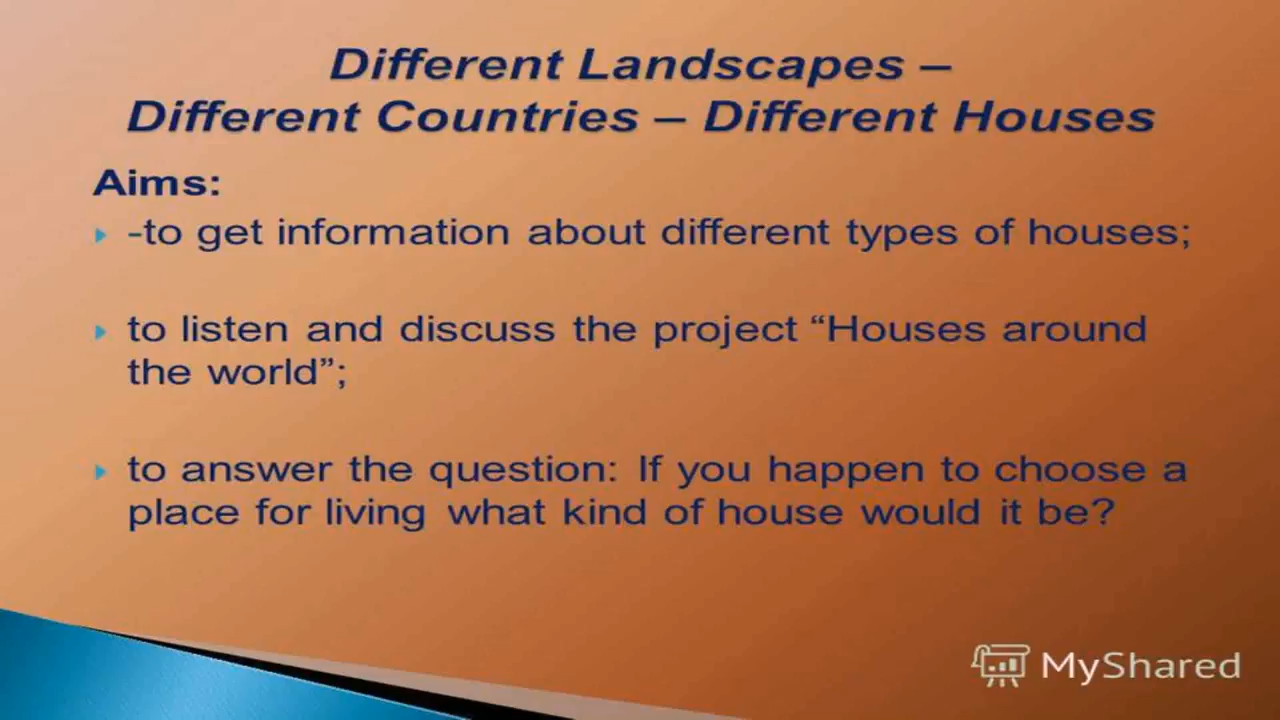 Different Landscapes –
Different Countries – Different Houses
Aims:
-to get information about different types of houses;
to listen and discuss the project “Houses around
the world”;
to answer the question: If you happen to choose a
place for living what kind of house would it be?
MyShared